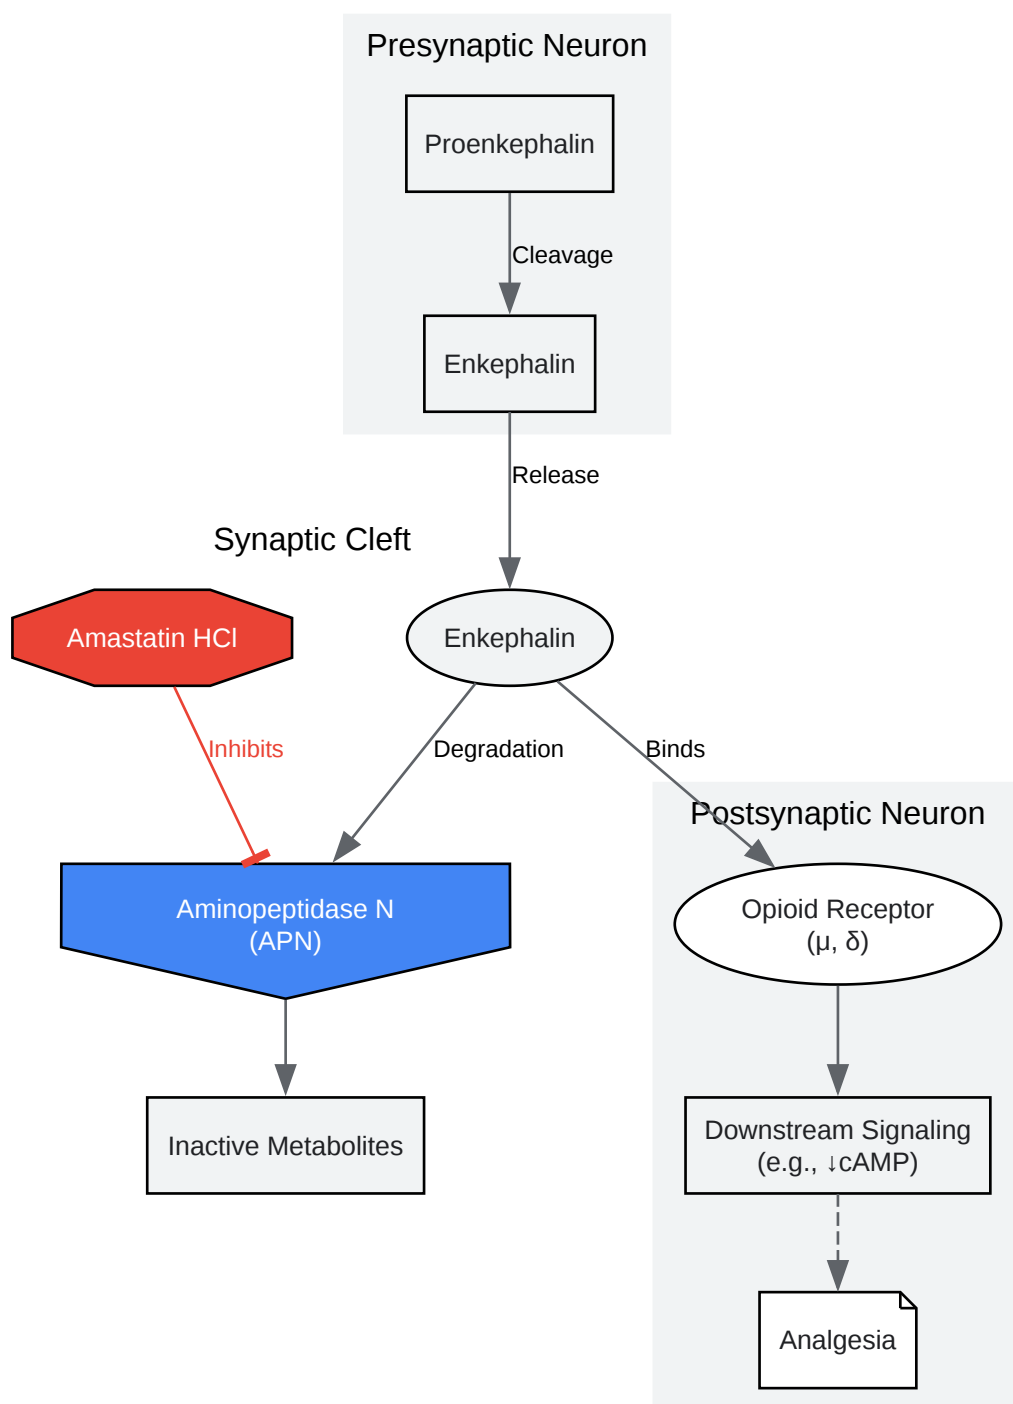 Presynaptic Neuron
Proenkephalin
Cleavage
Enkephalin
Release
Synaptic Cleft
Amastatin HCl
Enkephalin
Inhibits
Degradation
Binds
Postsynaptic Neuron
Aminopeptidase N
(APN)
Opioid Receptor
(μ, δ)
Inactive Metabolites
Downstream Signaling
(e.g., ↓cAMP)
Analgesia